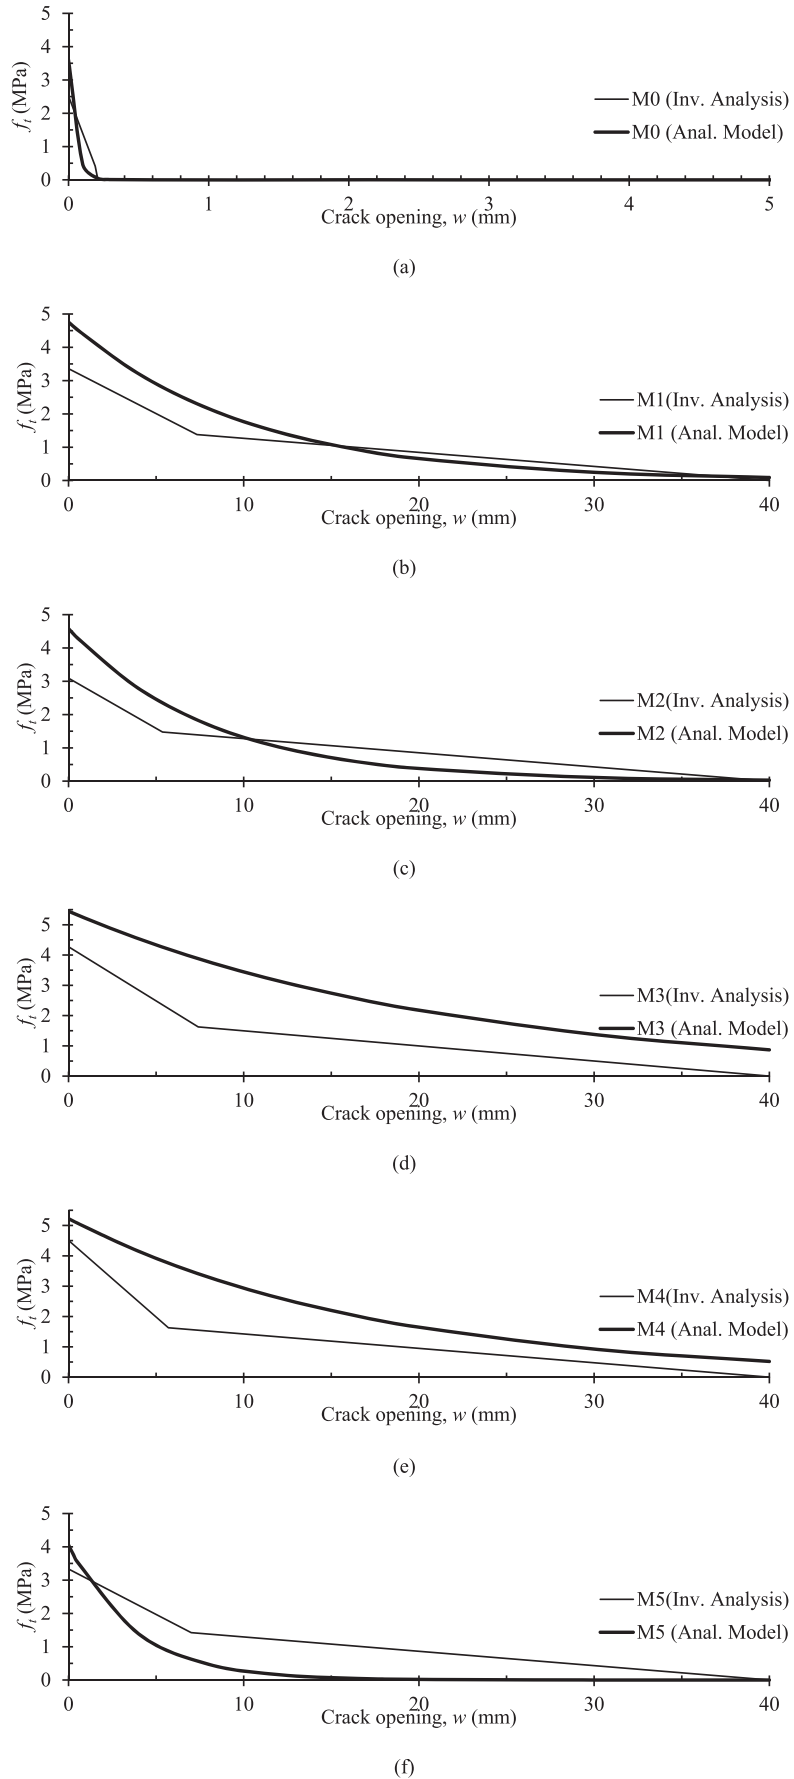 5
4
3
2
1
0
f_t (MPa)
M0 (Inv. Analysis)
M0 (Anal. Model)
0 1 2 3 4 5
Crack opening, w (mm)
(a)
5
4
3
2
1
0
f_t (MPa)
M1(Inv. Analysis)
M1 (Anal. Model)
0 10 20 30 40
Crack opening, w (mm)
(b)
5
4
3
2
1
0
f_t (MPa)
M2(Inv. Analysis)
M2 (Anal. Model)
0 10 20 30 40
Crack opening, w (mm)
(c)
5
4
3
2
1
0
f_t (MPa)
M3(Inv. Analysis)
M3 (Anal. Model)
0 10 20 30 40
Crack opening, w (mm)
(d)
5
4
3
2
1
0
f_t (MPa)
M4(Inv. Analysis)
M4 (Anal. Model)
0 10 20 30 40
Crack opening, w (mm)
(e)
5
4
3
2
1
0
f_t (MPa)
M5(Inv. Analysis)
M5 (Anal. Model)
0 10 20 30 40
Crack opening, w (mm)
(f)